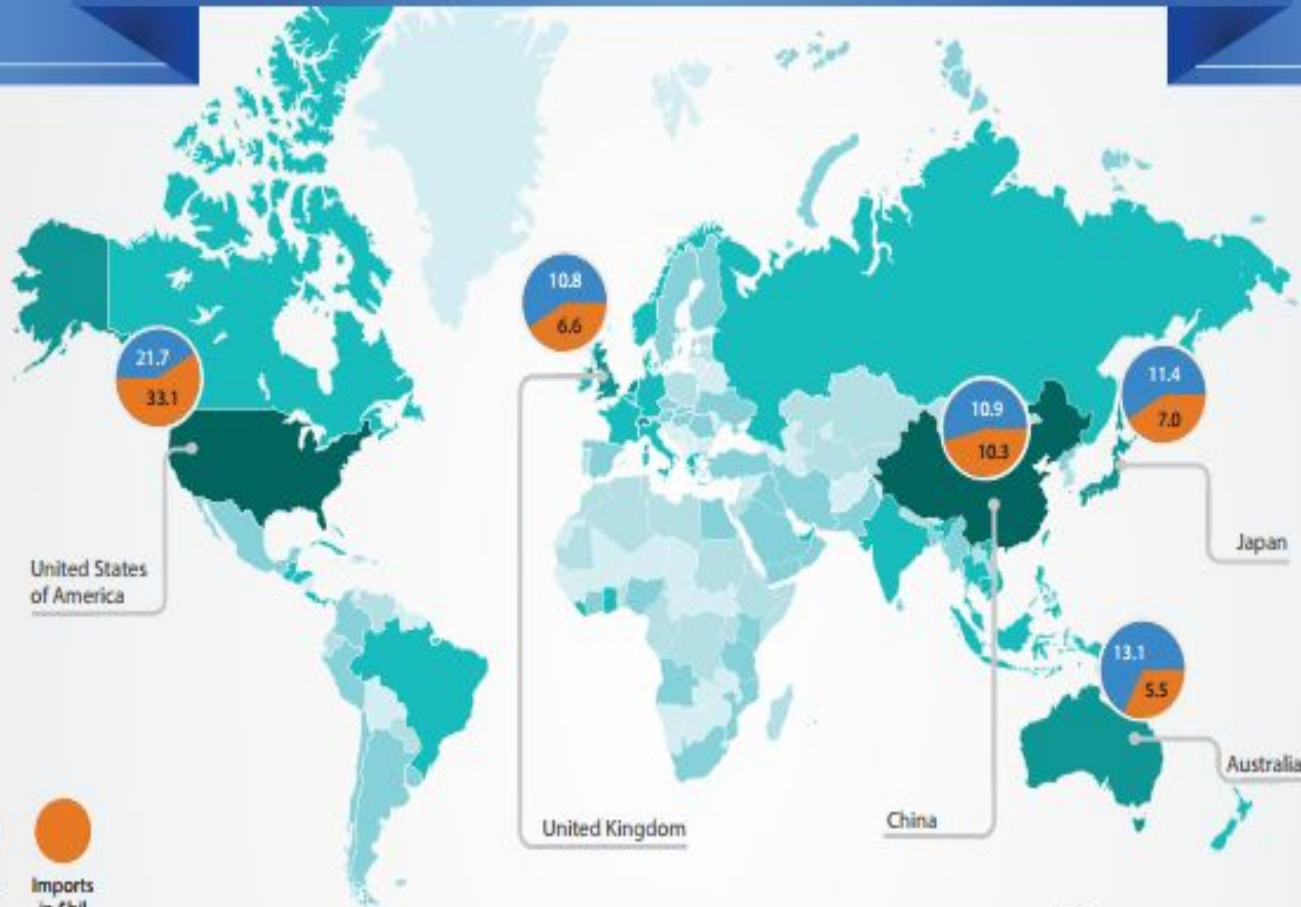 10.8
6.6
21.7
33.1
11.4
7.0
10.9
10.3
Japan
United States
of America
13.1
5.5
Australia
China
United Kingdom
Imports